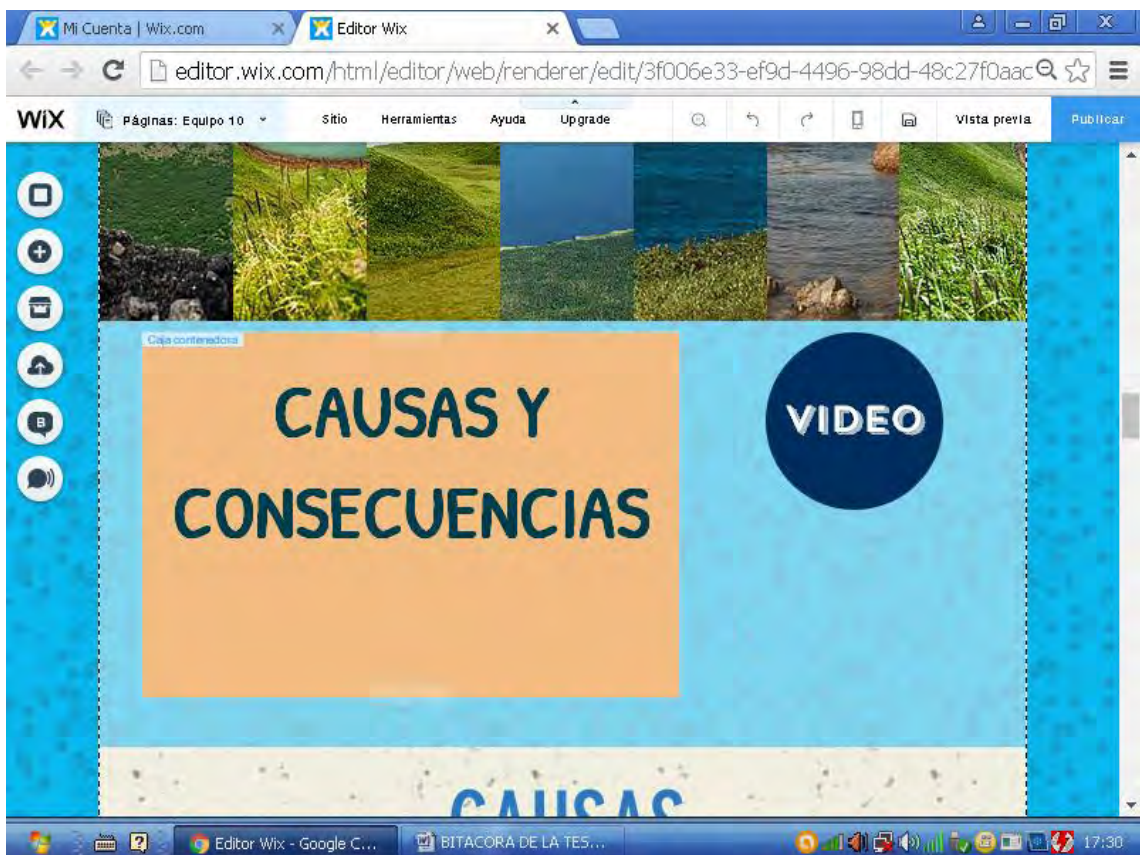 Mi Cuenta | Wix.com
Editor Wix
editor.wix.com/html/editor/web/renderer/edit/3f006e33-ef9d-4496-98dd-48c27f0aac
WiX
Páginas: Equipo 10
Sitio
Herramientas
Ayuda
Upgrade
Vista previa
Publicar
Caja contenedora
CAUSAS Y
CONSECUENCIAS
VIDEO
CAUSAS
Editor Wix - Google C...
BITACORA DE LA TES...
17:30